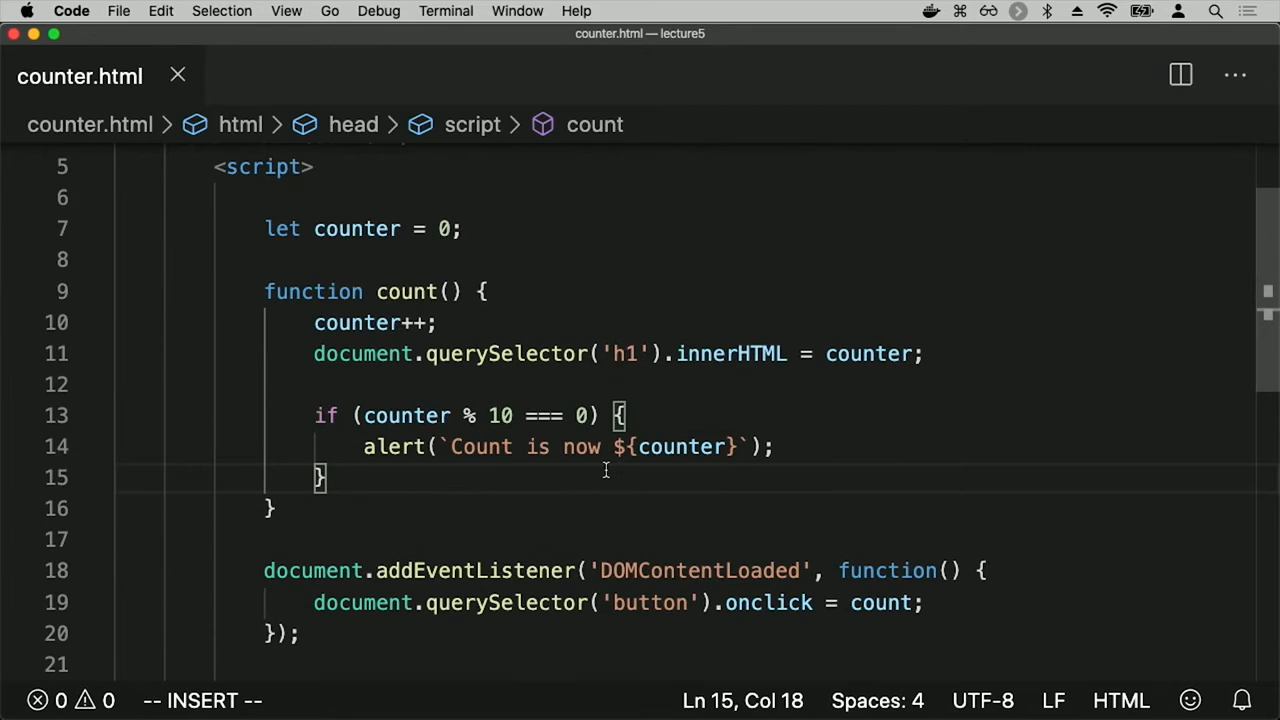 Code File Edit Selection View Go Debug Terminal Window Help
counter.html — lecture5
counter.html
counter.html > html > head > script > count
5 <script>
6
7 let counter = 0;
8
9 function count() {
10 counter++;
11 document.querySelector('h1').innerHTML = counter;
12
13 if (counter % 10 === 0) {
14 alert(`Count is now ${counter}`);
15 }
16 }
17
18 document.addEventListener('DOMContentLoaded', function() {
19 document.querySelector('button').onclick = count;
20 });
21
0 0 -- INSERT -- Ln 15, Col 18 Spaces: 4 UTF-8 LF HTML